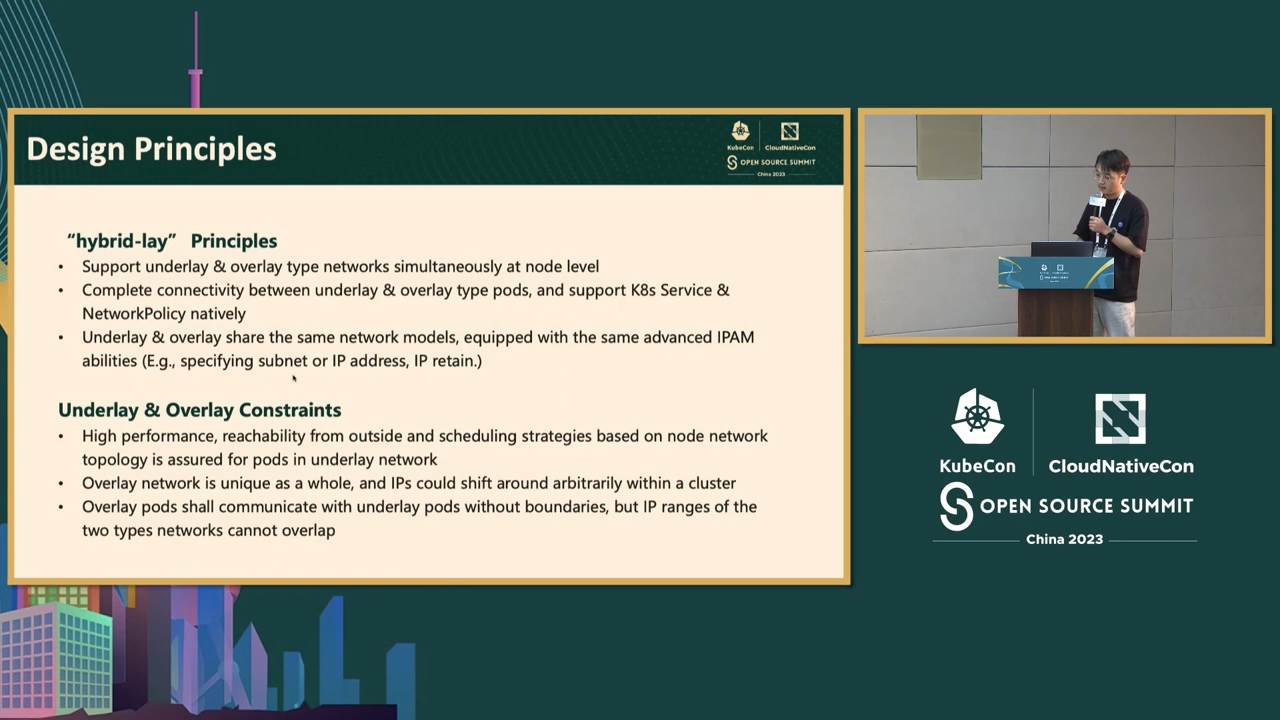 Design Principles
KubeCon
CloudNativeCon
OPEN SOURCE SUMMIT
China 2023
“hybrid-lay” Principles
• Support underlay & overlay type networks simultaneously at node level
• Complete connectivity between underlay & overlay type pods, and support K8s Service &
NetworkPolicy natively
• Underlay & overlay share the same network models, equipped with the same advanced IPAM
abilities (E.g., specifying subnet or IP address, IP retain.)
Underlay & Overlay Constraints
• High performance, reachability from outside and scheduling strategies based on node network
topology is assured for pods in underlay network
• Overlay network is unique as a whole, and IPs could shift around arbitrarily within a cluster
• Overlay pods shall communicate with underlay pods without boundaries, but IP ranges of the
two types networks cannot overlap
KubeCon
CloudNativeCon
OPEN SOURCE SUMMIT
China 2023